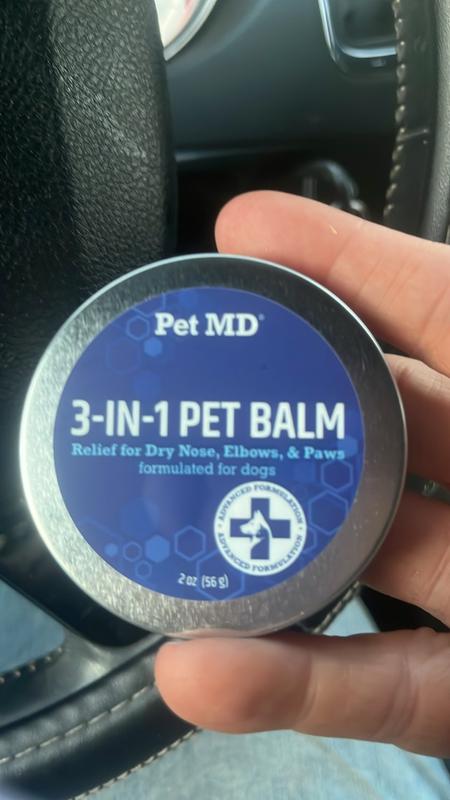 Pet MD®
3-IN-1 PET BALM
Relief for Dry Nose, Elbows, & Paws
formulated for dogs
· ADVANCED FORMULATION ·
ADVANCED FORMULATION
2 oz (56 g)